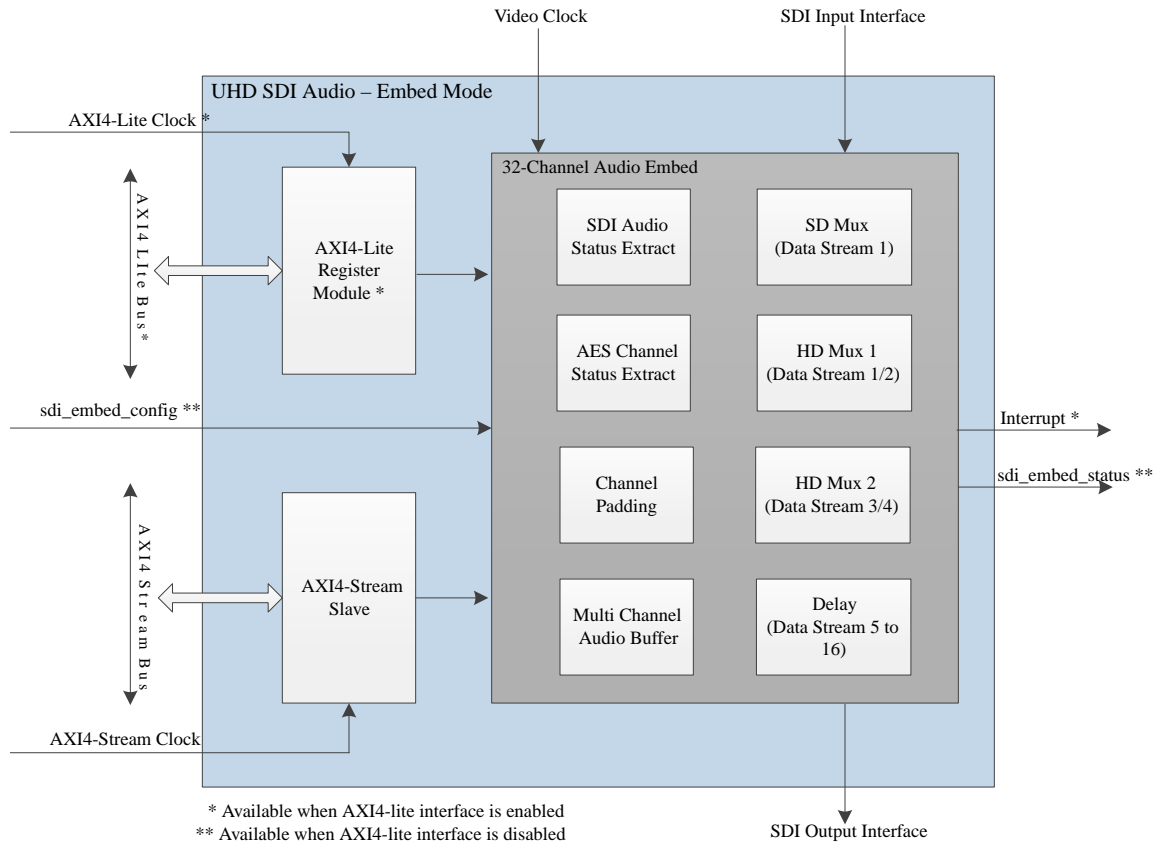 Video Clock
SDI Input Interface
UHD SDI Audio – Embed Mode
AXI4-Lite Clock *
32-Channel Audio Embed
AXI4 LIte Bus*
AXI4-Lite
Register
Module *
SDI Audio
Status Extract
SD Mux
(Data Stream 1)
AES Channel
Status Extract
HD Mux 1
(Data Stream 1/2)
sdi_embed_config **
Interrupt *
Channel
Padding
HD Mux 2
(Data Stream 3/4)
sdi_embed_status **
AXI4 Stream Bus
AXI4-Stream
Slave
Multi Channel
Audio Buffer
Delay
(Data Stream 5 to
16)
AXI4-Stream Clock
* Available when AXI4-lite interface is enabled
** Available when AXI4-lite interface is disabled
SDI Output Interface